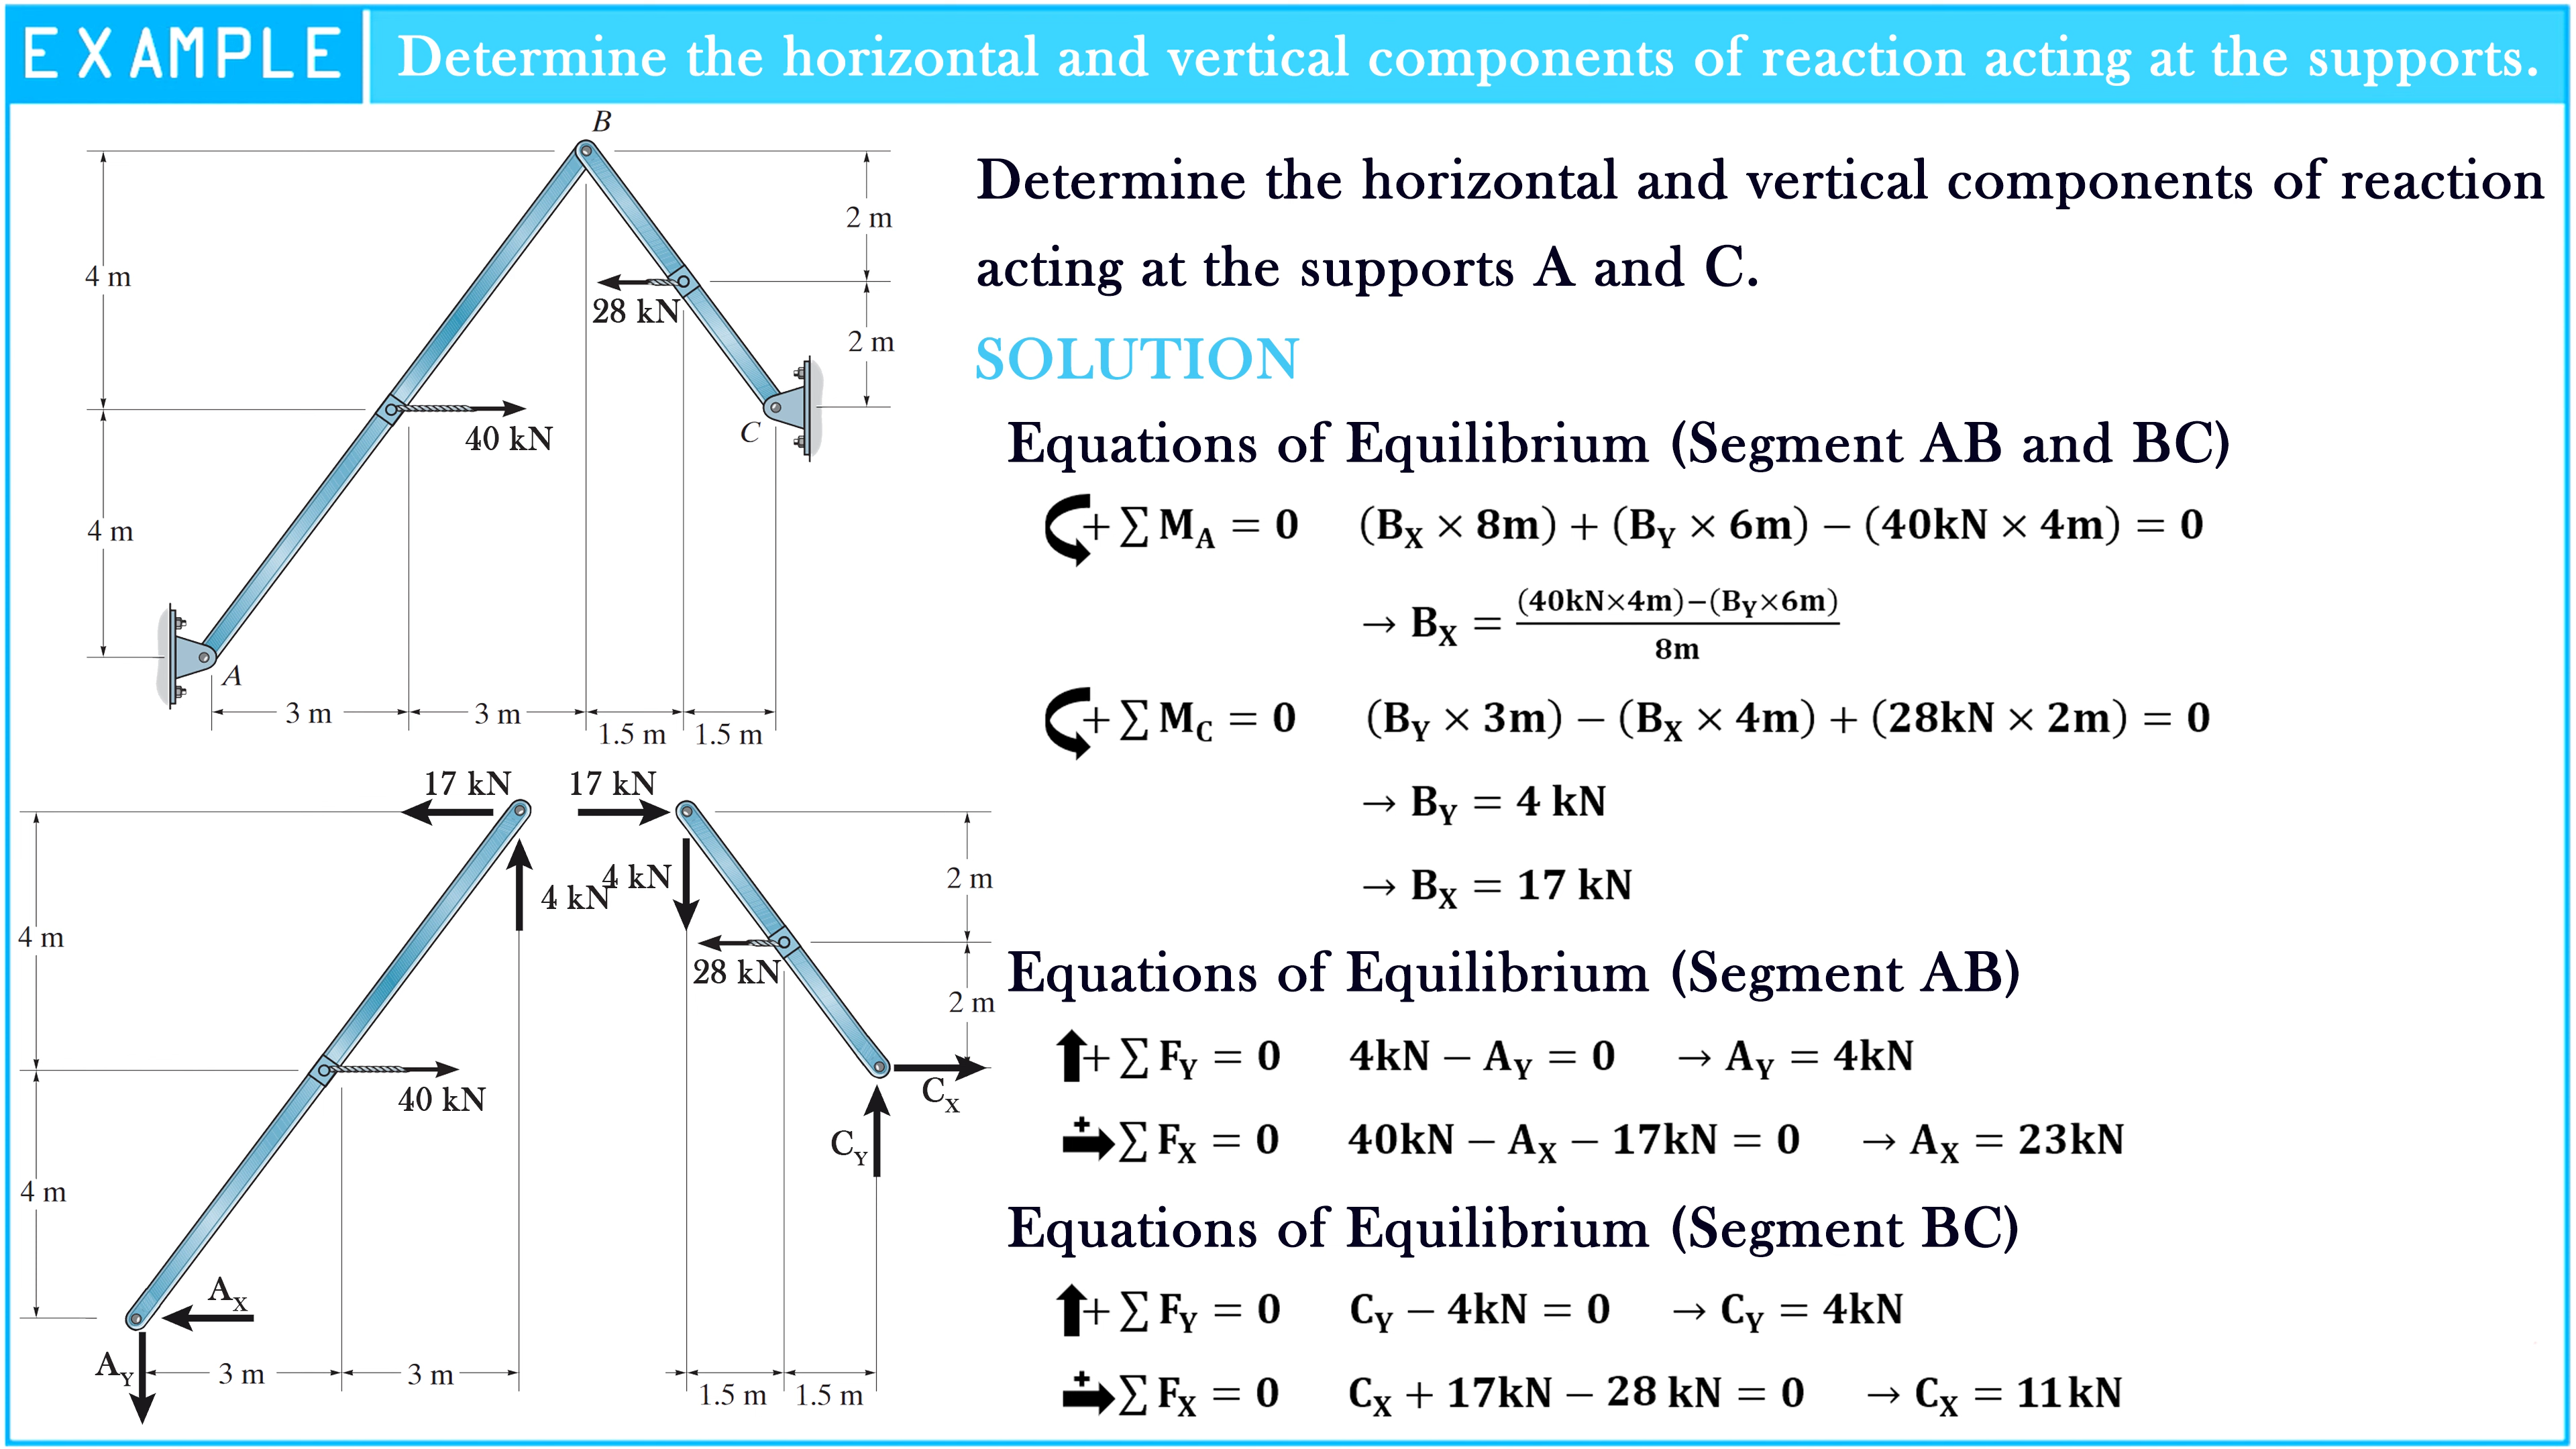 EXAMPLE
Determine the horizontal and vertical components of reaction acting at the supports.
B
2 m
4 m
28 kN
2 m
40 kN
C
4 m
A
3 m
3 m
1.5 m
1.5 m
17 kN
17 kN
4 kN
4 kN
2 m
4 m
28 kN
2 m
40 kN
Cₓ
C_Y
4 m
Aₓ
A_Y
3 m
3 m
1.5 m
1.5 m
Determine the horizontal and vertical components of reaction
acting at the supports A and C.
SOLUTION
Equations of Equilibrium (Segment AB and BC)
+ ∑ M_A = 0 (B_X × 8m) + (B_Y × 6m) − (40kN × 4m) = 0
→ B_X = (40kN×4m)−(B_Y×6m) / 8m
+ ∑ M_C = 0 (B_Y × 3m) − (B_X × 4m) + (28kN × 2m) = 0
→ B_Y = 4 kN
→ B_X = 17 kN
Equations of Equilibrium (Segment AB)
+ ∑ F_Y = 0 4kN − A_Y = 0 → A_Y = 4kN
+ ∑ F_X = 0 40kN − A_X − 17kN = 0 → A_X = 23kN
Equations of Equilibrium (Segment BC)
+ ∑ F_Y = 0 C_Y − 4kN = 0 → C_Y = 4kN
+ ∑ F_X = 0 C_X + 17kN − 28 kN = 0 → C_X = 11kN